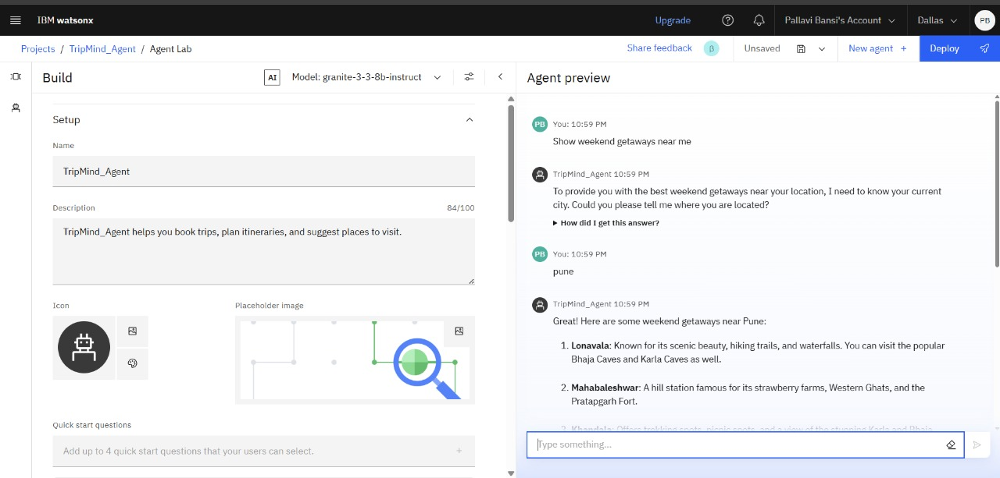 IBM watsonx
Upgrade
Pallavi Bansi's Account
Dallas
PB
Projects / TripMind_Agent / Agent Lab
Share feedback
β
Unsaved
New agent +
Deploy
Build
AI
Model: granite-3-3-8b-instruct
Setup
Name
TripMind_Agent
Description
84/100
TripMind_Agent helps you book trips, plan itineraries, and suggest places to visit.
Icon
Placeholder image
Quick start questions
Add up to 4 quick start questions that your users can select.
+
Agent preview
PB
You: 10:59 PM
Show weekend getaways near me
TripMind_Agent 10:59 PM
To provide you with the best weekend getaways near your location, I need to know your current
city. Could you please tell me where you are located?
How did I get this answer?
PB
You: 10:59 PM
pune
TripMind_Agent 10:59 PM
Great! Here are some weekend getaways near Pune:
1. Lonavala: Known for its scenic beauty, hiking trails, and waterfalls. You can visit the popular
Bhaja Caves and Karla Caves as well.
2. Mahabaleshwar: A hill station famous for its strawberry farms, Western Ghats, and the
Pratapgarh Fort.
3. Khandala: Offers trekking spots, picnic spots, and a view of the stunning Karla and Bhaja
Type something...